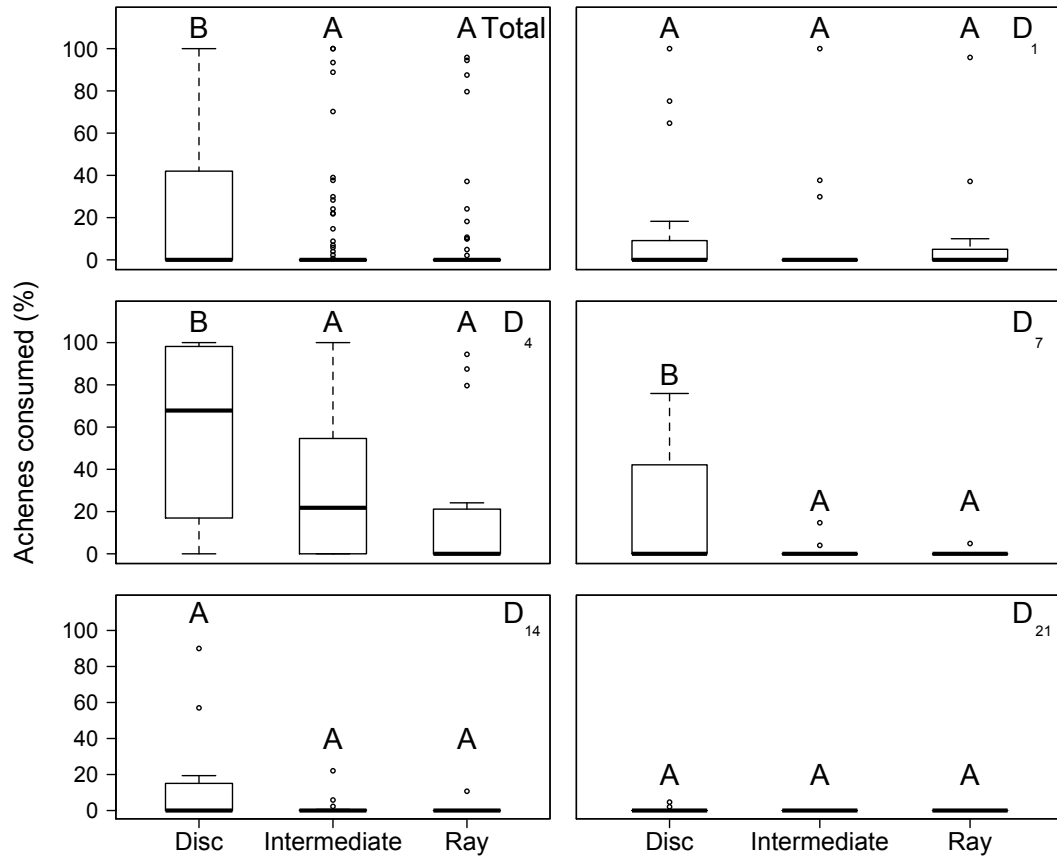 B A A Total
100
80
60
40
20
0
A A A D1
B A A D4
100
80
60
40
20
0
B A A D7
A A A D14
100
80
60
40
20
0
A A A D21
Achenes consumed (%)
Disc Intermediate Ray
Disc Intermediate Ray